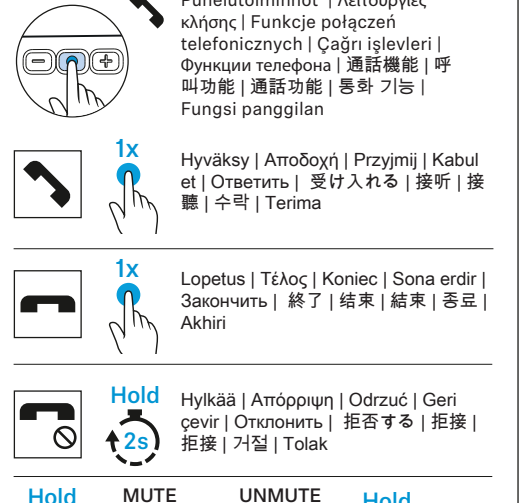 Puhelutoiminnot | Λειτουργίες
κλήσης | Funkcje połączeń
telefonicznych | Çağrı işlevleri |
Функции телефона | 通話機能 | 呼
叫功能 | 通話功能 | 통화 기능 |
Fungsi panggilan
1x
Hyväksy | Αποδοχή | Przyjmij | Kabul
et | Ответить | 受け入れる | 接听 | 接
聽 | 수락 | Terima
1x
Lopetus | Τέλος | Koniec | Sona erdir |
Закончить | 終了 | 结束 | 結束 | 종료 |
Akhiri
Hold
2s
Hylkää | Απόρριψη | Odrzuć | Geri
çevir | Отклонить | 拒否する | 拒接 |
拒接 | 거절 | Tolak
Hold MUTE UNMUTE Hold